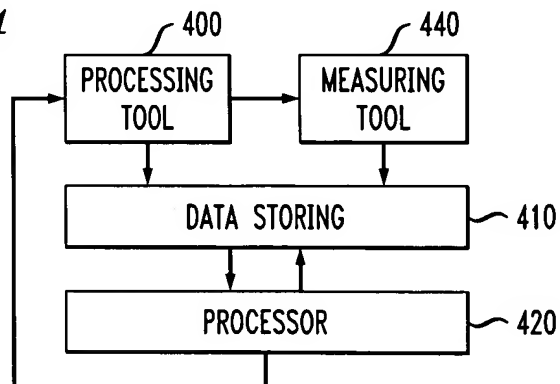 400
440
PROCESSING
TOOL
MEASURING
TOOL
DATA STORING
410
PROCESSOR
420